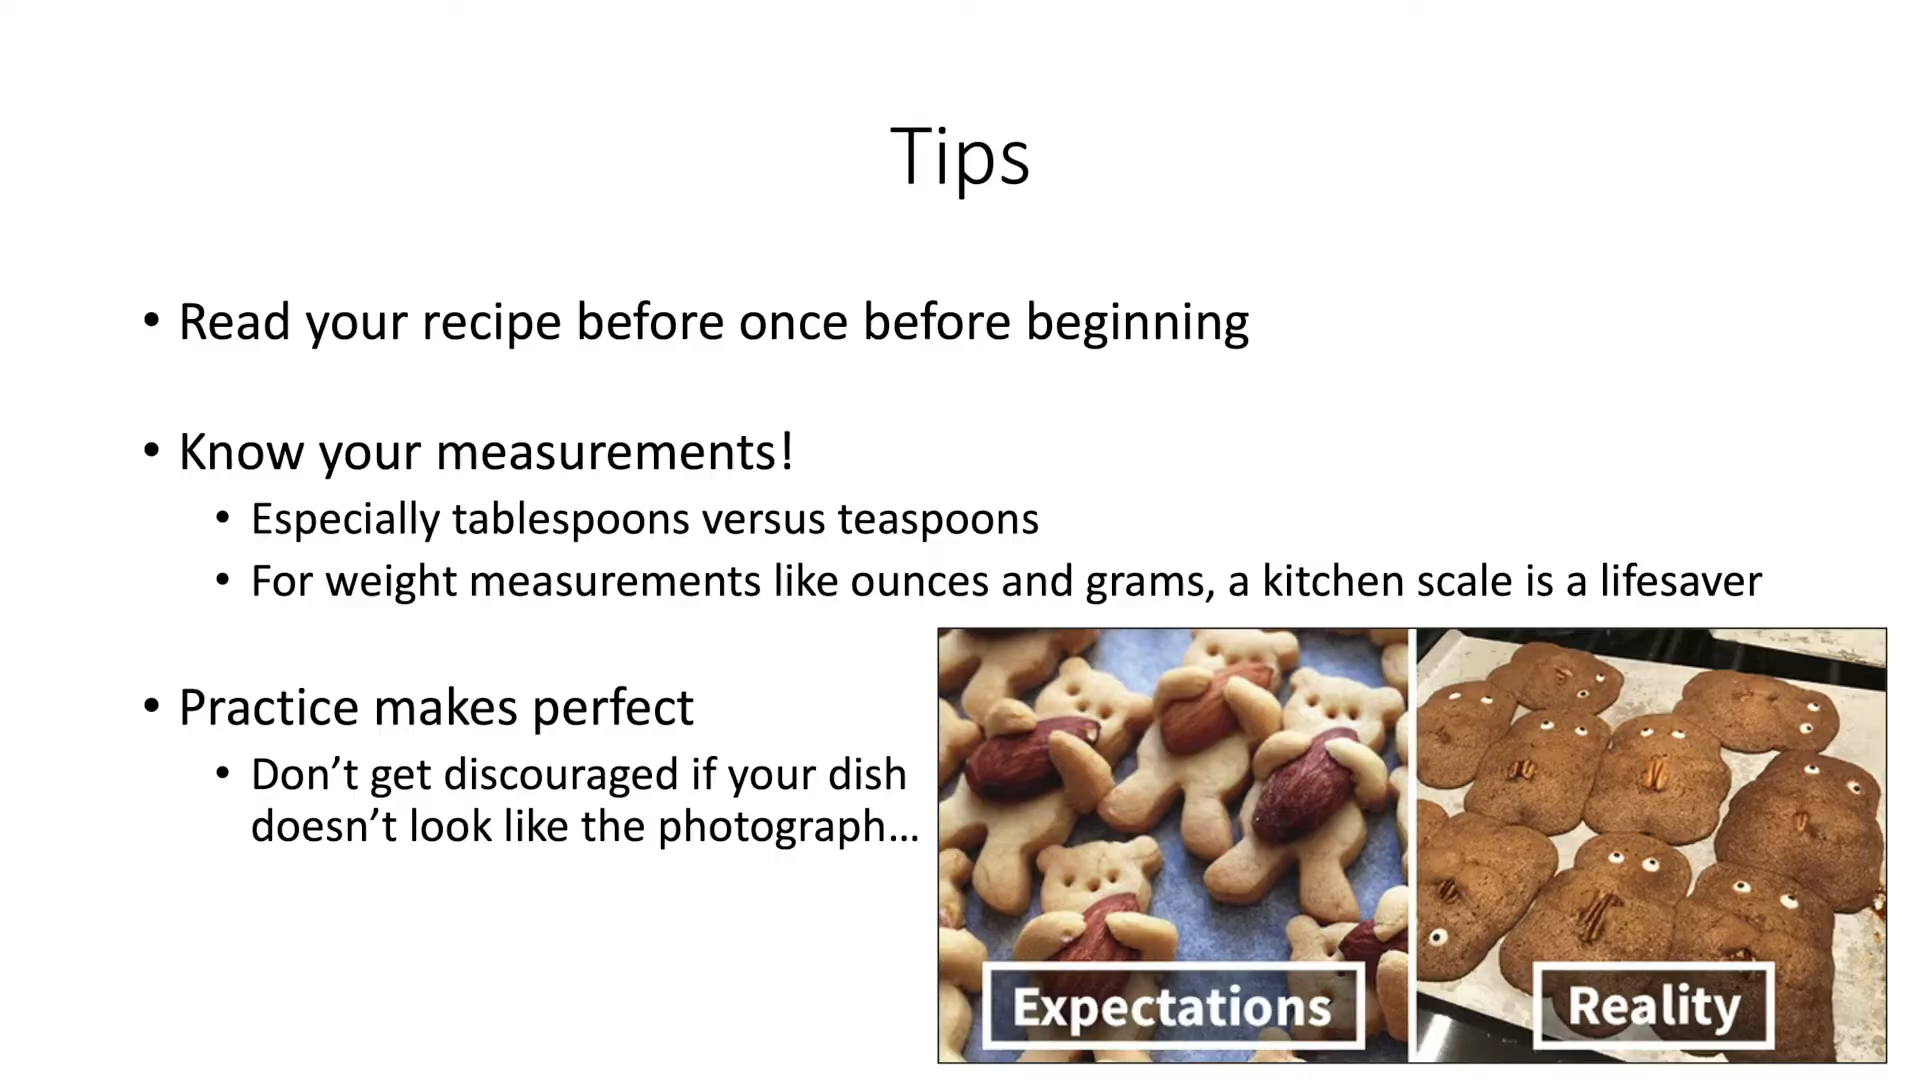 Tips
• Read your recipe before once before beginning
• Know your measurements!
• Especially tablespoons versus teaspoons
• For weight measurements like ounces and grams, a kitchen scale is a lifesaver
• Practice makes perfect
• Don’t get discouraged if your dish
doesn’t look like the photograph…
Expectations
Reality